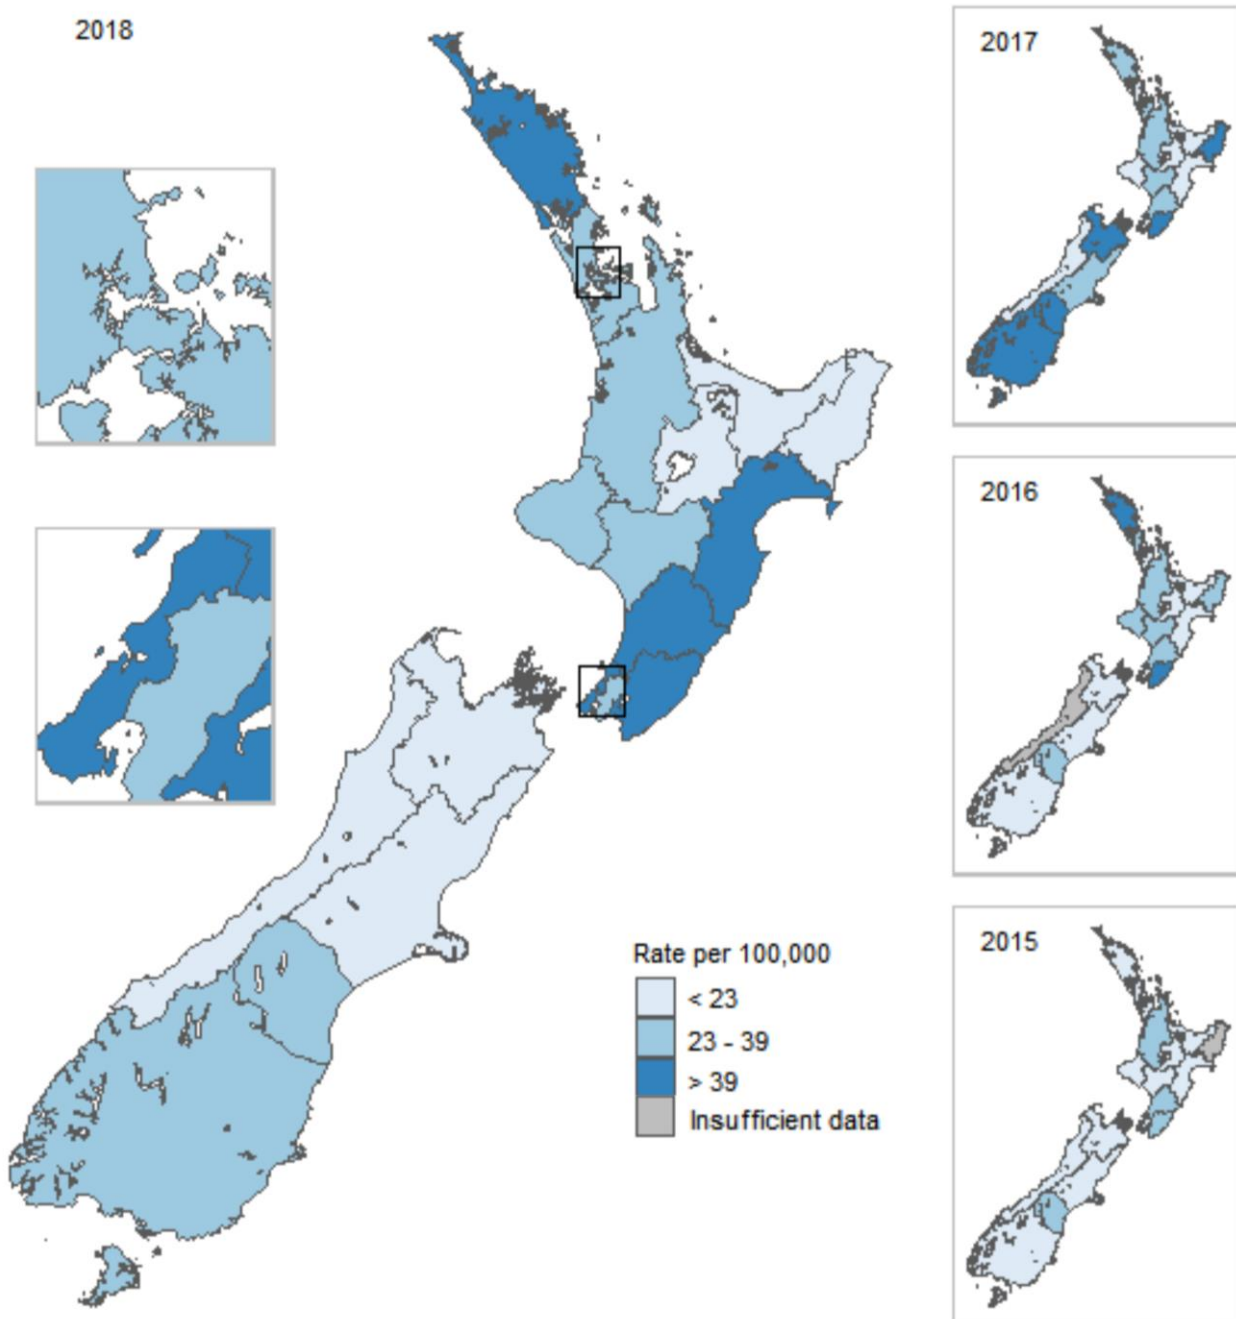 2018
2017
2016
2015
Rate per 100,000
< 23
23 - 39
> 39
Insufficient data